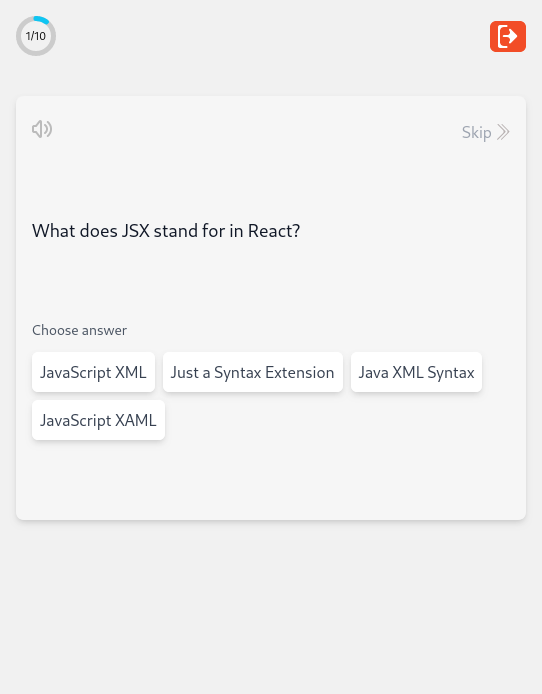 1/10
Skip
What does JSX stand for in React?
Choose answer
JavaScript XML
Just a Syntax Extension
Java XML Syntax
JavaScript XAML